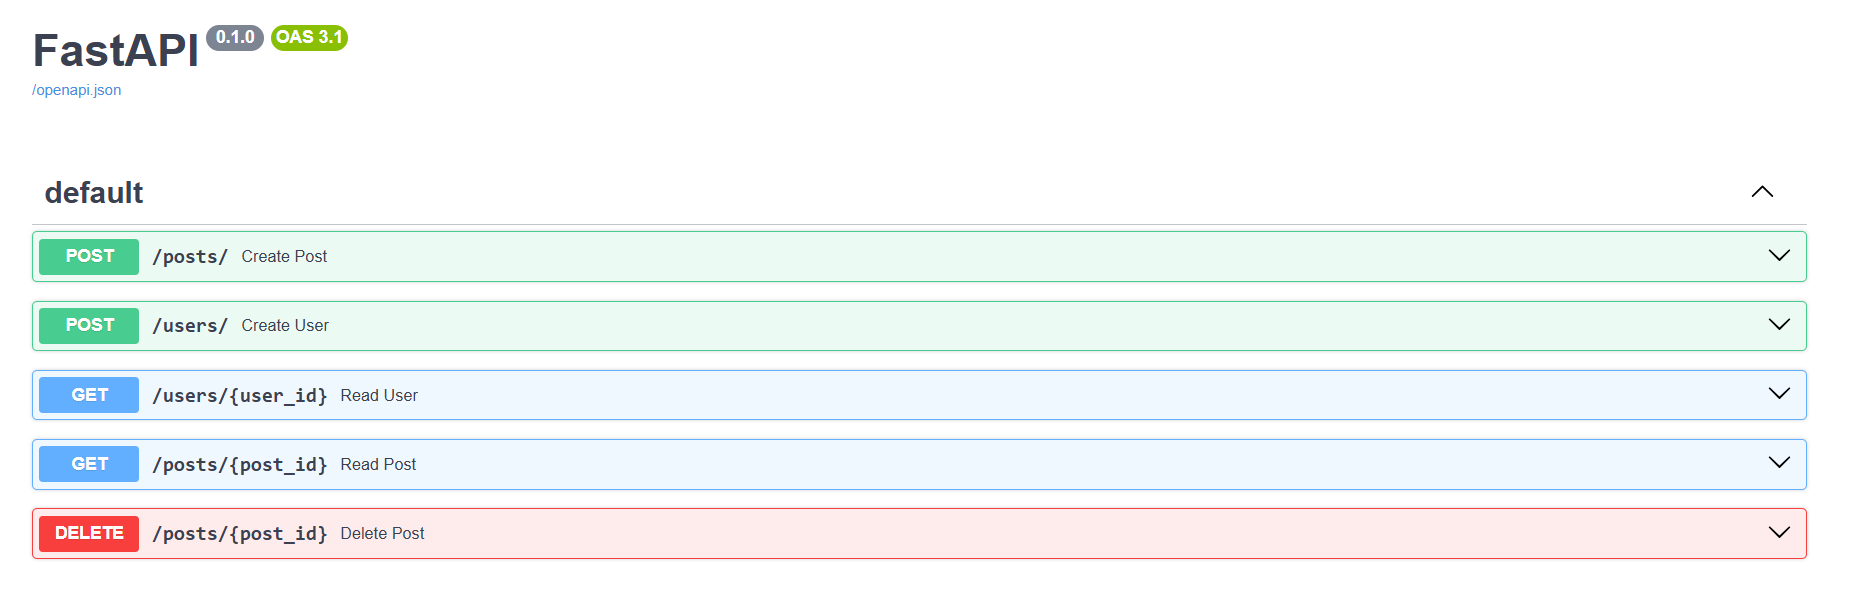 FastAPI 0.1.0 OAS 3.1
/openapi.json
default
POST /posts/ Create Post
POST /users/ Create User
GET /users/{user_id} Read User
GET /posts/{post_id} Read Post
DELETE /posts/{post_id} Delete Post